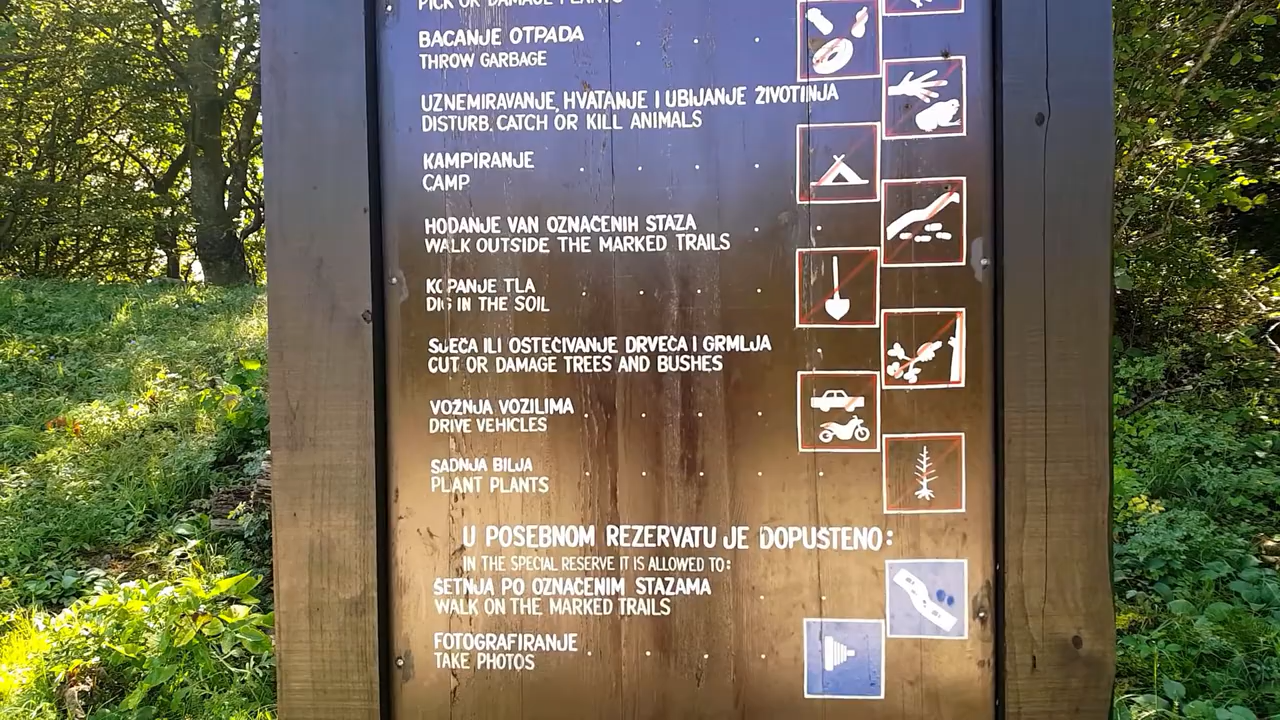 PICK OR DAMAGE PLANTS
BACANJE OTPADA
THROW GARBAGE
UZNEMIRAVANJE, HVATANJE I UBIJANJE ŽIVOTINJA
DISTURB, CATCH OR KILL ANIMALS
KAMPIRANJE
CAMP
HODANJE VAN OZNAČENIH STAZA
WALK OUTSIDE THE MARKED TRAILS
KOPANJE TLA
DIG IN THE SOIL
SJEČA ILI OŠTEĆIVANJE DRVEĆA I GRMLJA
CUT OR DAMAGE TREES AND BUSHES
VOŽNJA VOZILIMA
DRIVE VEHICLES
SADNJA BILJA
PLANT PLANTS
U POSEBNOM REZERVATU JE DOPUŠTENO:
IN THE SPECIAL RESERVE IT IS ALLOWED TO:
ŠETNJA PO OZNAČENIM STAZAMA
WALK ON THE MARKED TRAILS
FOTOGRAFIRANJE
TAKE PHOTOS